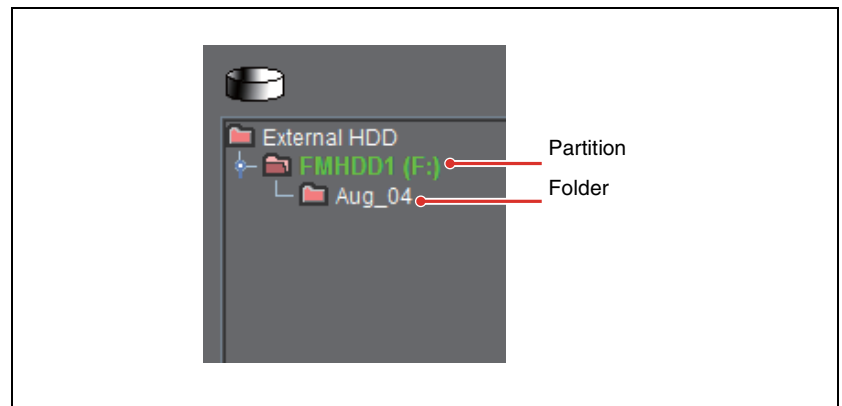 External HDD
FMHDD1 (F:)
Partition
Aug_04
Folder